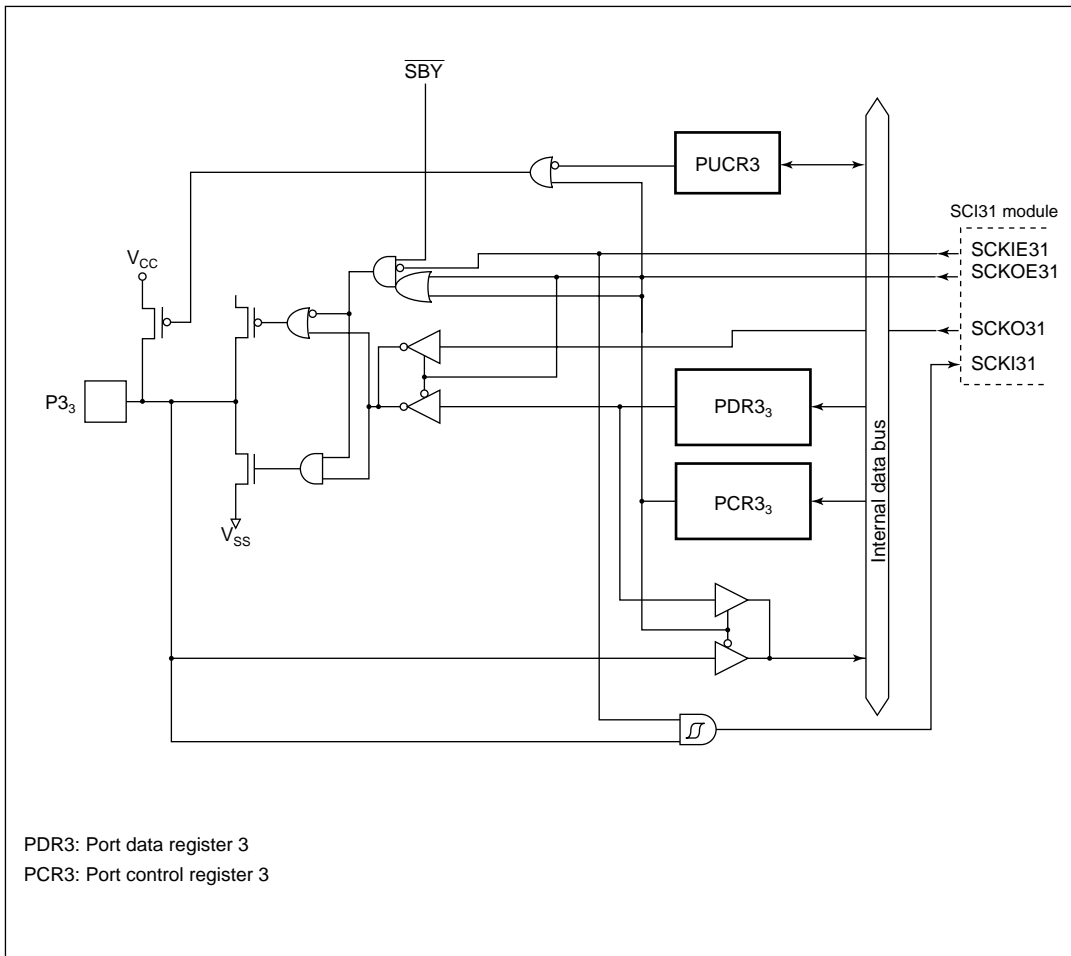 SBY
PUCR3
SCI31 module
SCKIE31
SCKOE31
VCC
SCKO31
SCKI31
P33
PDR33
PCR33
Internal data bus
VSS
PDR3: Port data register 3
PCR3: Port control register 3